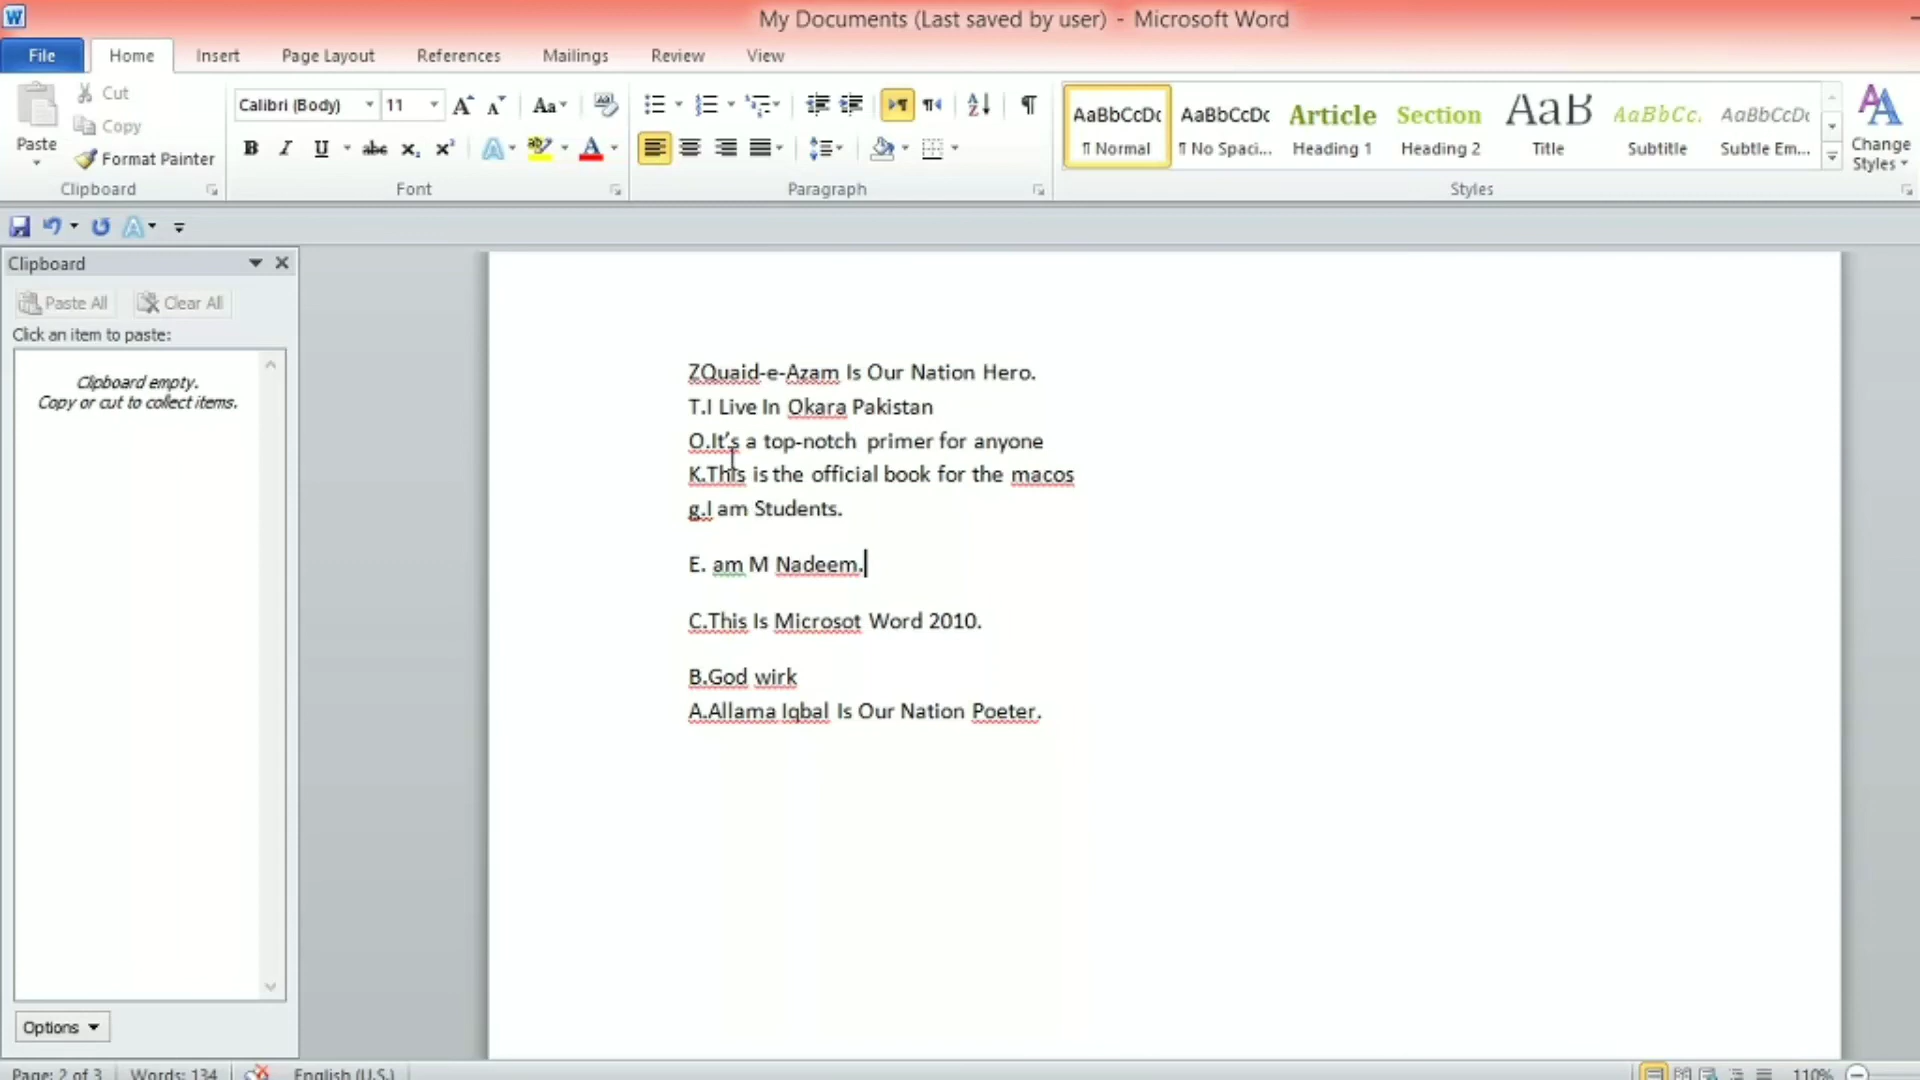 My Documents (Last saved by user) - Microsoft Word
File Home Insert Page Layout References Mailings Review View
Paste
Cut
Copy
Format Painter
Clipboard
Calibri (Body) 11
Font
Paragraph
AaBbCcDc AaBbCcDc Article Section AaB AaBbCc. AaBbCcDc
¶ Normal ¶ No Spaci... Heading 1 Heading 2 Title Subtitle Subtle Em...
Change
Styles
Styles
Clipboard
Paste All Clear All
Click an item to paste:
Clipboard empty.
Copy or cut to collect items.
Options
ZQuaid-e-Azam Is Our Nation Hero.
T.I Live In Okara Pakistan
O.It's a top-notch primer for anyone
K.This is the official book for the macos
g.I am Students.
E. am M Nadeem.
C.This Is Microsot Word 2010.
B.God wirk
A.Allama Iqbal Is Our Nation Poeter.
Page: 2 of 3 Words: 134 English (U.S.) 110%